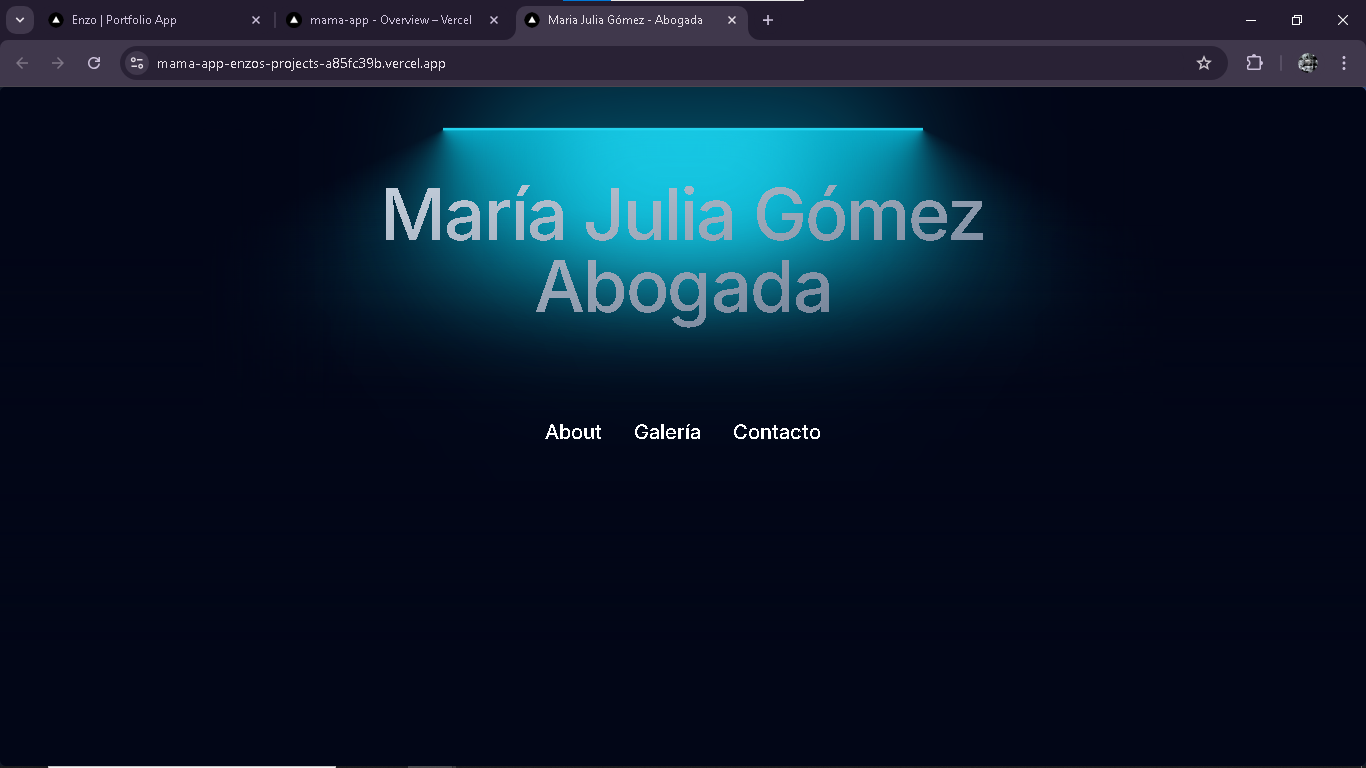 Enzo | Portfolio App
mama-app - Overview – Vercel
Maria Julia Gómez - Abogada
mama-app-enzos-projects-a85fc39b.vercel.app
María Julia Gómez
Abogada
About Galería Contacto